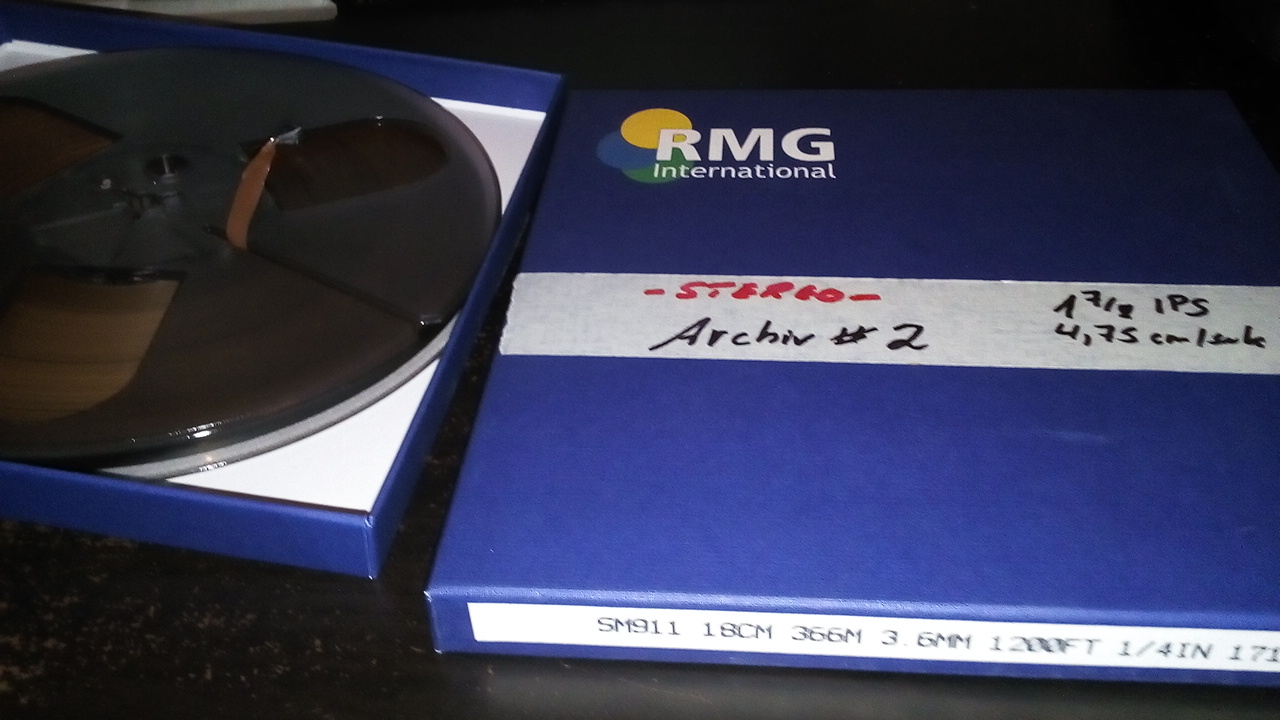 RMG
International
- STEREO -
Archiv # 2
1 7/8 IPS
4,75 cm/sek
SM911 18CM 366M 3.6MM 1200FT 1/4IN 171